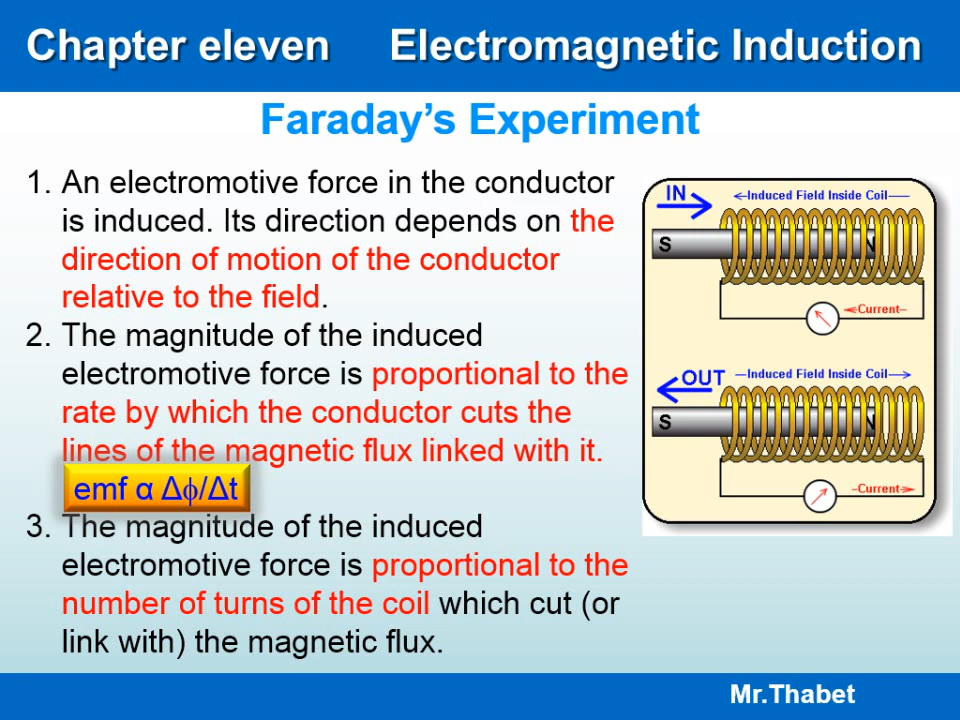 Chapter eleven Electromagnetic Induction
Faraday's Experiment
1. An electromotive force in the conductor
is induced. Its direction depends on the
direction of motion of the conductor
relative to the field.
2. The magnitude of the induced
electromotive force is proportional to the
rate by which the conductor cuts the
lines of the magnetic flux linked with it.
emf α Δϕ/Δt
3. The magnitude of the induced
electromotive force is proportional to the
number of turns of the coil which cut (or
link with) the magnetic flux.
IN
Induced Field Inside Coil
S N
Current
OUT
Induced Field Inside Coil
S N
Current
Mr.Thabet